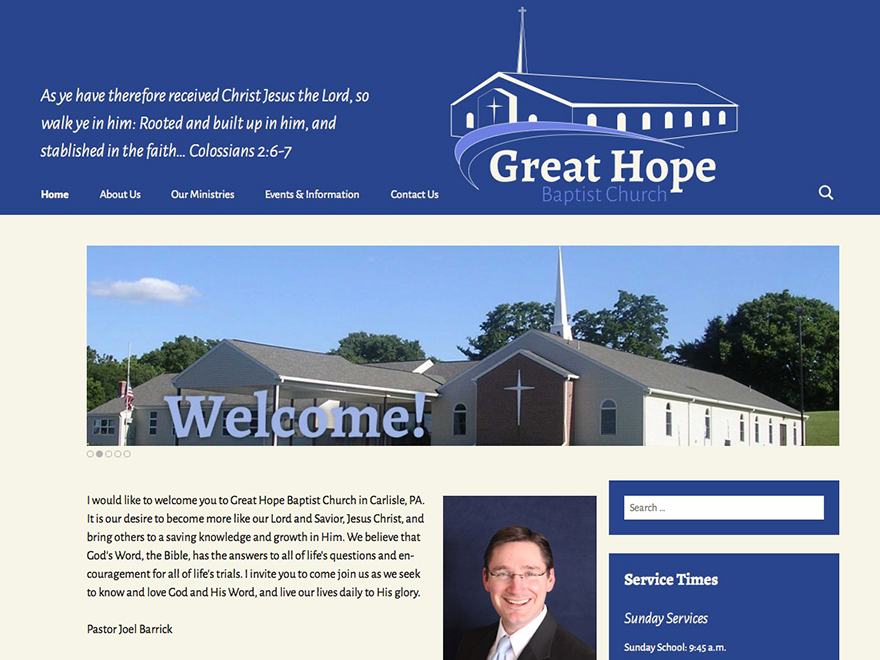 As ye have therefore received Christ Jesus the Lord, so
walk ye in him: Rooted and built up in him, and
stablished in the faith... Colossians 2:6-7
Great Hope
Baptist Church
Home About Us Our Ministries Events & Information Contact Us
Welcome!
I would like to welcome you to Great Hope Baptist Church in Carlisle, PA.
It is our desire to become more like our Lord and Savior, Jesus Christ, and
bring others to a saving knowledge and growth in Him. We believe that
God's Word, the Bible, has the answers to all of life's questions and en-
couragement for all of life's trials. I invite you to come join us as we seek
to know and love God and His Word, and live our lives daily to His glory.
Pastor Joel Barrick
Search ...
Service Times
Sunday Services
Sunday School: 9:45 a.m.